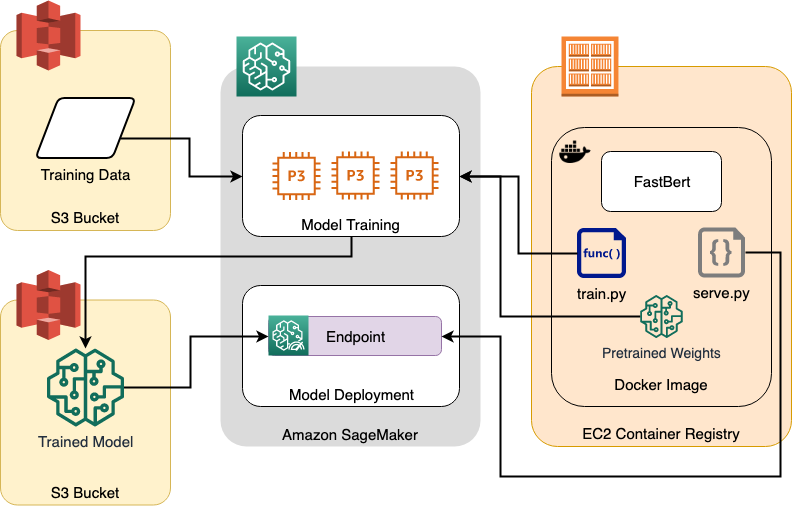 Training Data
S3 Bucket
P3 P3 P3
Model Training
FastBert
func( )
{ }
train.py
serve.py
Pretrained Weights
Docker Image
EC2 Container Registry
Endpoint
Model Deployment
Amazon SageMaker
Trained Model
S3 Bucket